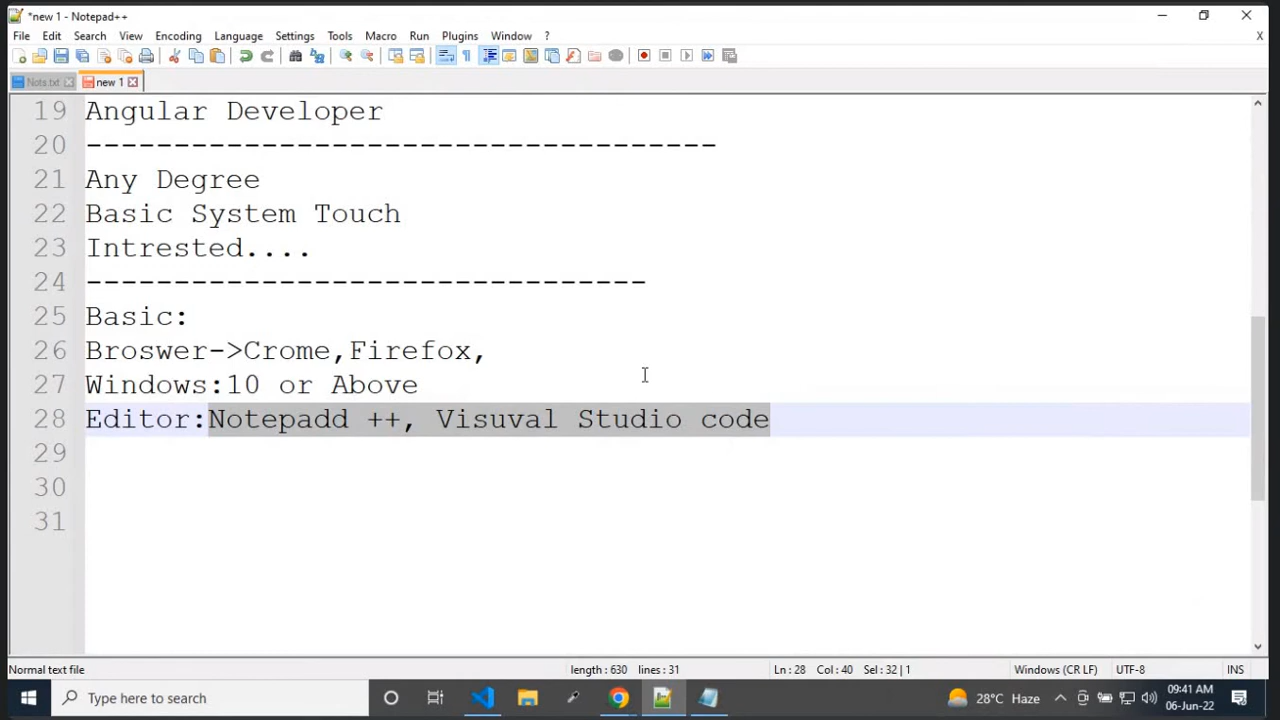 *new 1 - Notepad++
File Edit Search View Encoding Language Settings Tools Macro Run Plugins Window ? X
Nots.txt new 1
19 Angular Developer
20 ------------------------------------
21 Any Degree
22 Basic System Touch
23 Intrested....
24 --------------------------------
25 Basic:
26 Broswer->Crome,Firefox,
27 Windows:10 or Above
28 Editor:Notepadd ++, Visuval Studio code
29
30
31
Normal text file length : 630 lines : 31 Ln : 28 Col : 40 Sel : 32 | 1 Windows (CR LF) UTF-8 INS
Type here to search 28°C Haze 09:41 AM
06-Jun-22